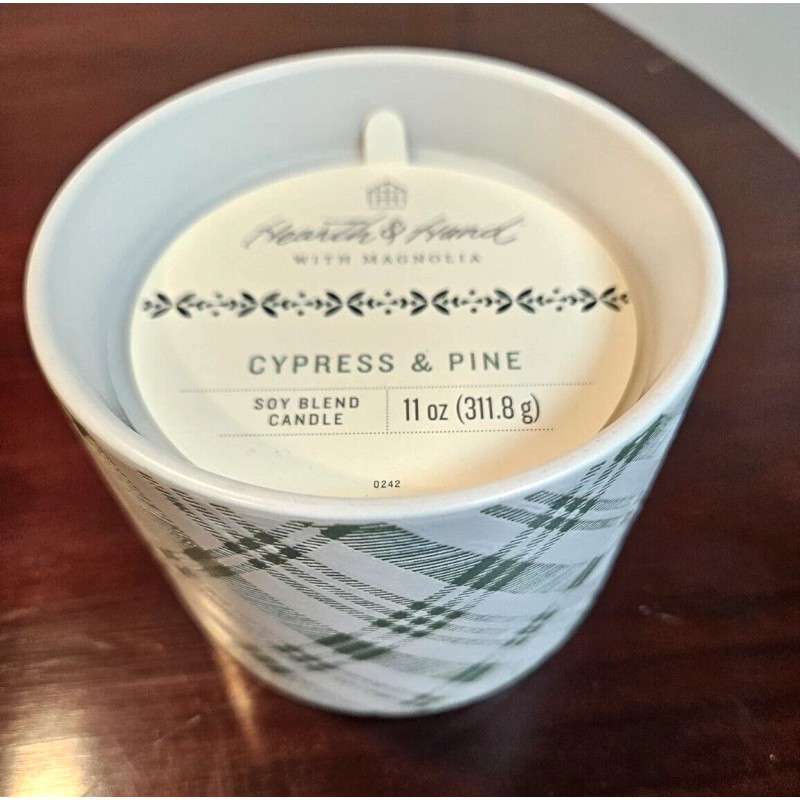 Hearth & Hand
WITH MAGNOLIA
CYPRESS & PINE
SOY BLEND
CANDLE
11 oz (311.8 g)
0242